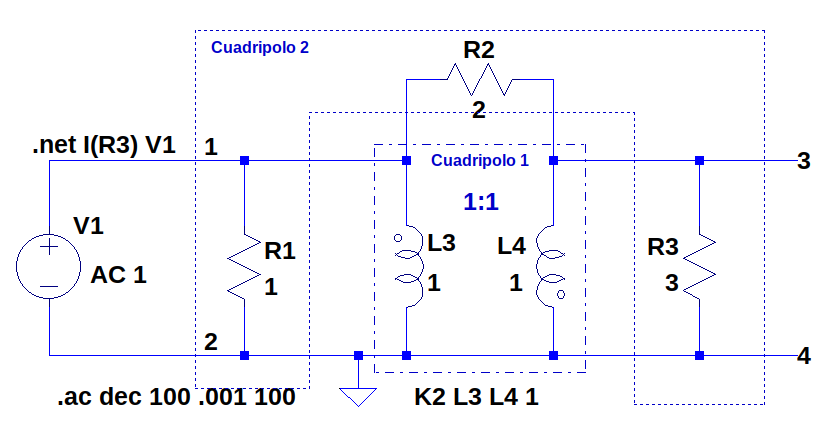 Cuadripolo 2
R2
2
.net I(R3) V1
1
Cuadripolo 1
3
1:1
V1
AC 1
R1
1
L3
1
L4
1
R3
3
2
4
.ac dec 100 .001 100
K2 L3 L4 1